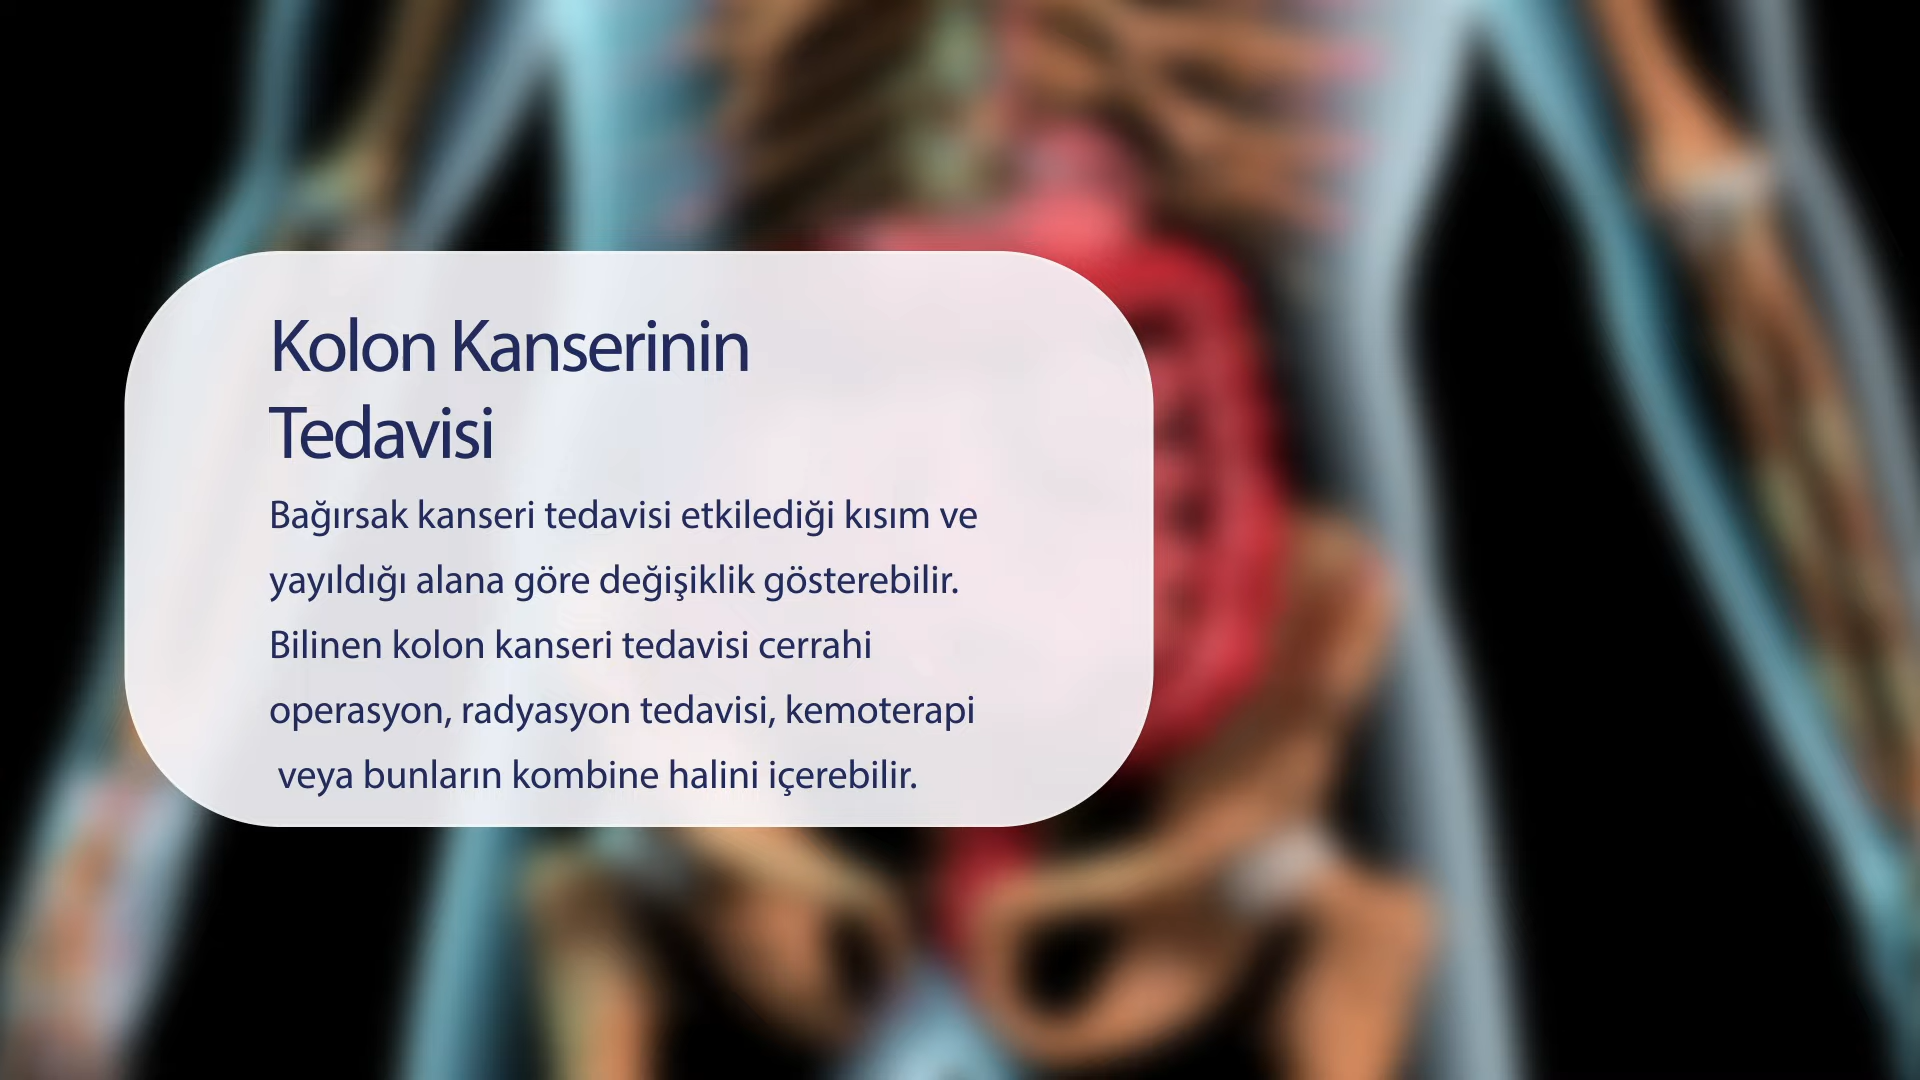 Kolon Kanserinin
Tedavisi
Bağırsak kanseri tedavisi etkilediği kısım ve
yayıldığı alana göre değişiklik gösterebilir.
Bilinen kolon kanseri tedavisi cerrahi
operasyon, radyasyon tedavisi, kemoterapi
veya bunların kombine halini içerebilir.